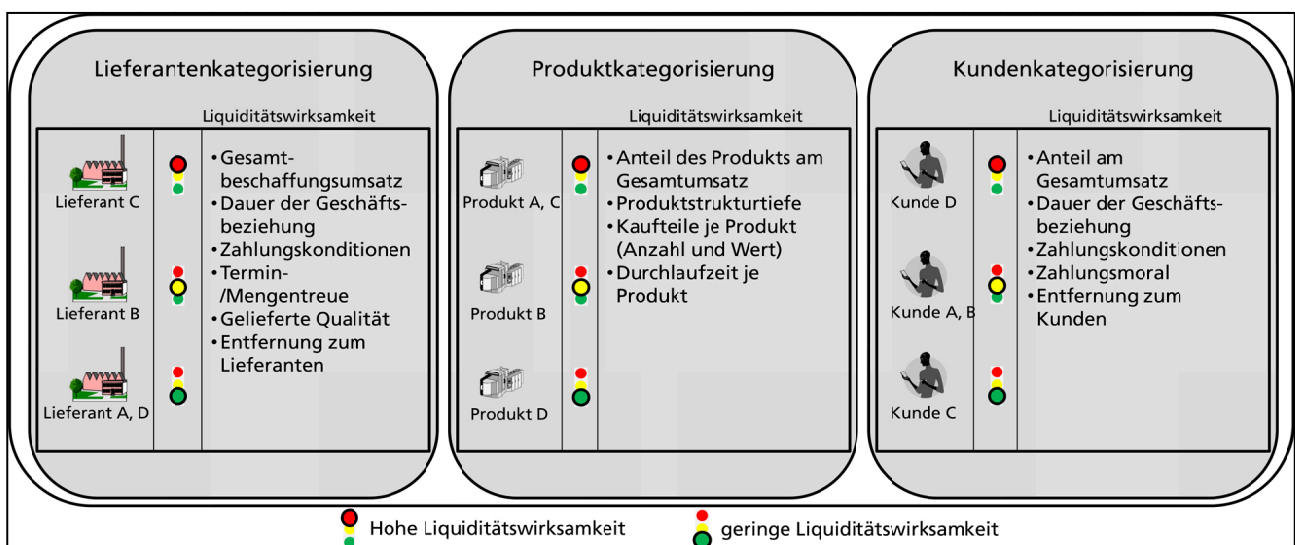 Lieferantenkategorisierung
Liquiditätswirksamkeit
Lieferant C
Lieferant B
Lieferant A, D
• Gesamt-
beschaffungsumsatz
• Dauer der Geschäfts-
beziehung
• Zahlungskonditionen
• Termin-
/Mengentreue
• Gelieferte Qualität
• Entfernung zum
Lieferanten
Produktkategorisierung
Liquiditätswirksamkeit
Produkt A, C
Produkt B
Produkt D
• Anteil des Produkts am
Gesamtumsatz
• Produktstrukturtiefe
• Kaufteile je Produkt
(Anzahl und Wert)
• Durchlaufzeit je
Produkt
Kundenkategorisierung
Liquiditätswirksamkeit
Kunde D
Kunde A, B
Kunde C
• Anteil am
Gesamtumsatz
• Dauer der Geschäfts-
beziehung
• Zahlungskonditionen
• Zahlungsmoral
• Entfernung zum
Kunden
Hohe Liquiditätswirksamkeit
geringe Liquiditätswirksamkeit